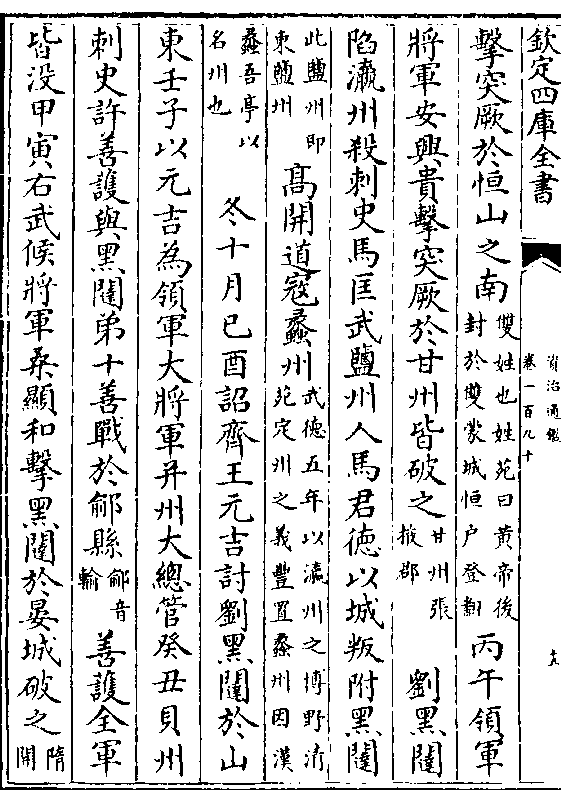 欽定四庫全書
資治通鑑
卷一百九十
擊突厥於恒山之南
雙姓也姓苑曰黄帝後
封於雙蒙城恒户登翻
丙午領軍
將軍安興貴擊突厥於甘州皆破之
甘州張
掖郡
劉黑闥
陷瀛州殺刺史馬匡武鹽州人馬君德以城叛附黑闥
此鹽州即
東鹽州
高開道寇蠡州
武德五年以瀛州之博野清
苑定州之義豐置蠡州因漢
蠡吾亭以
名州也
冬十月己酉詔齊王元吉討劉黑闥於山
東壬子以元吉為領軍大將軍并州大總管癸丑貝州
刺史許善護與黑闥弟十善戰於鄃縣
鄃音
輸
善護全軍
皆没甲寅右武候將軍桑顯和擊黑闥於晏城破之
隋
開